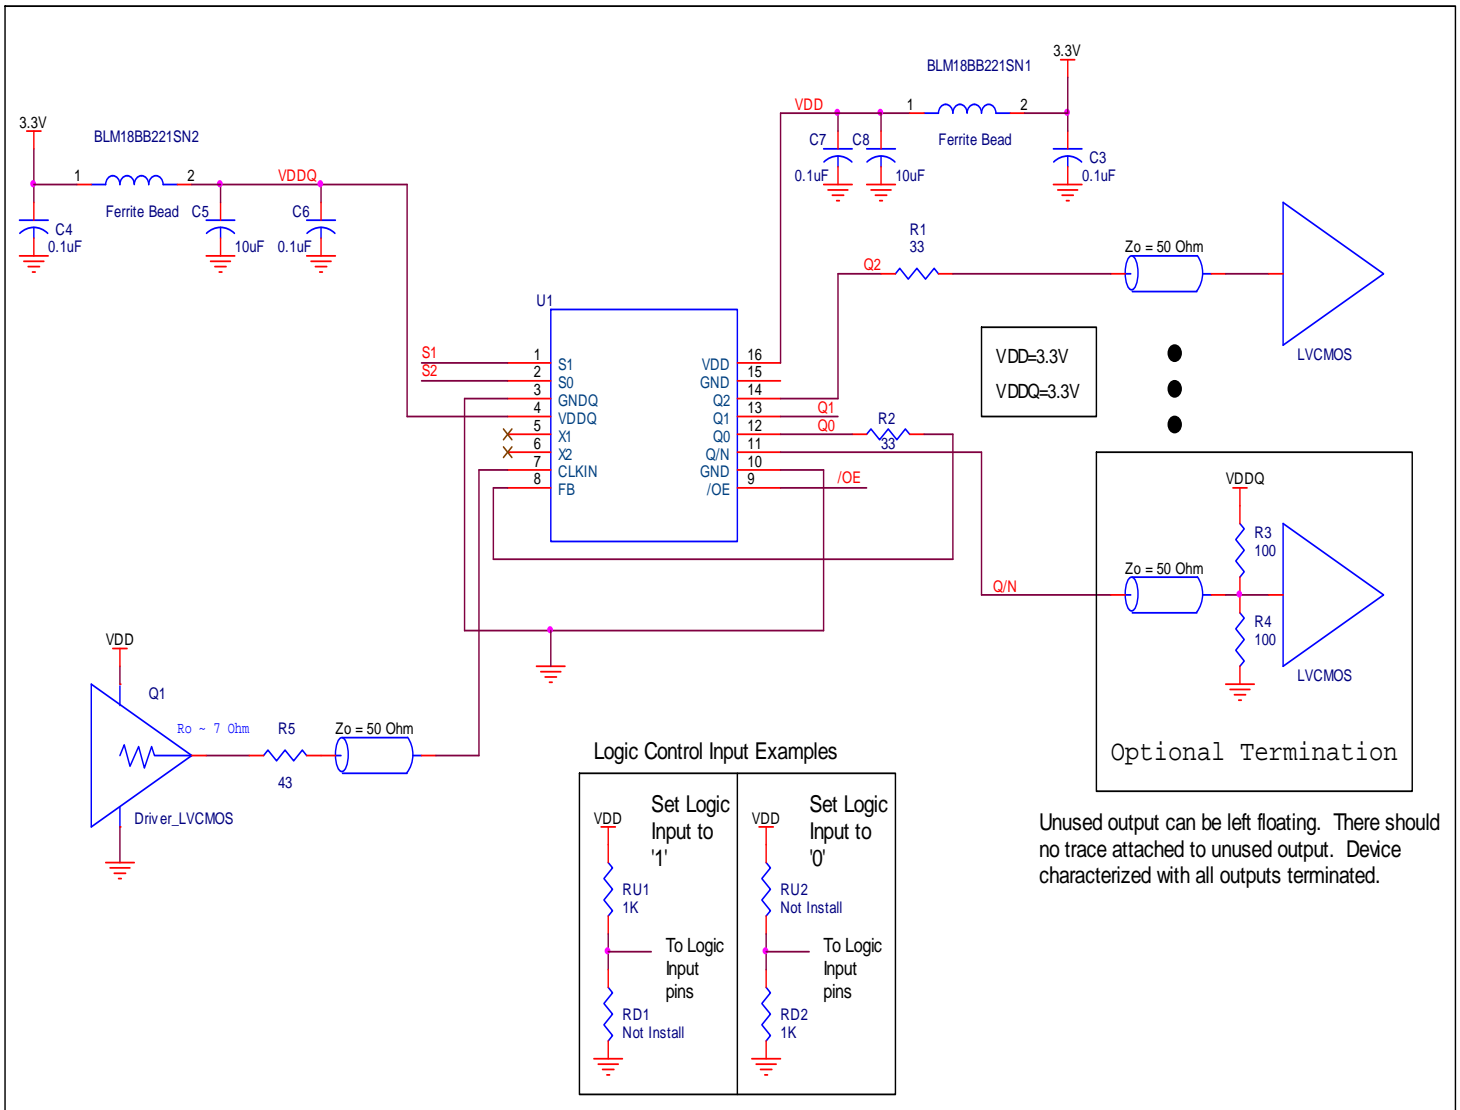 3.3V
BLM18BB221SN1
VDD
1
2
C7
C8
Ferrite Bead
C3
0.1uF
10uF
0.1uF
3.3V
BLM18BB221SN2
1
2
VDDQ
Ferrite Bead
C5
C6
C4
0.1uF
10uF
0.1uF
R1
33
Q2
Zo = 50 Ohm
LVCMOS
VDD=3.3V
VDDQ=3.3V
U1
S1
1
S1
S2
2
S0
3
GNDQ
4
VDDQ
5
X1
6
X2
7
CLKIN
8
FB
VDD
16
GND
15
Q2
14
Q1
13
Q1
Q0
12
Q0
R2
33
Q/N
11
GND
10
/OE
9
/OE
Q/N
VDDQ
R3
100
Zo = 50 Ohm
R4
100
LVCMOS
Optional Termination
VDD
Q1
Ro ~ 7 Ohm
R5
43
Zo = 50 Ohm
Driver_LVCMOS
Logic Control Input Examples
Set Logic
Input to
'1'
VDD
RU1
1K
To Logic
Input
pins
RD1
Not Install
Set Logic
Input to
'0'
VDD
RU2
Not Install
To Logic
Input
pins
RD2
1K
Unused output can be left floating. There should
no trace attached to unused output. Device
characterized with all outputs terminated.